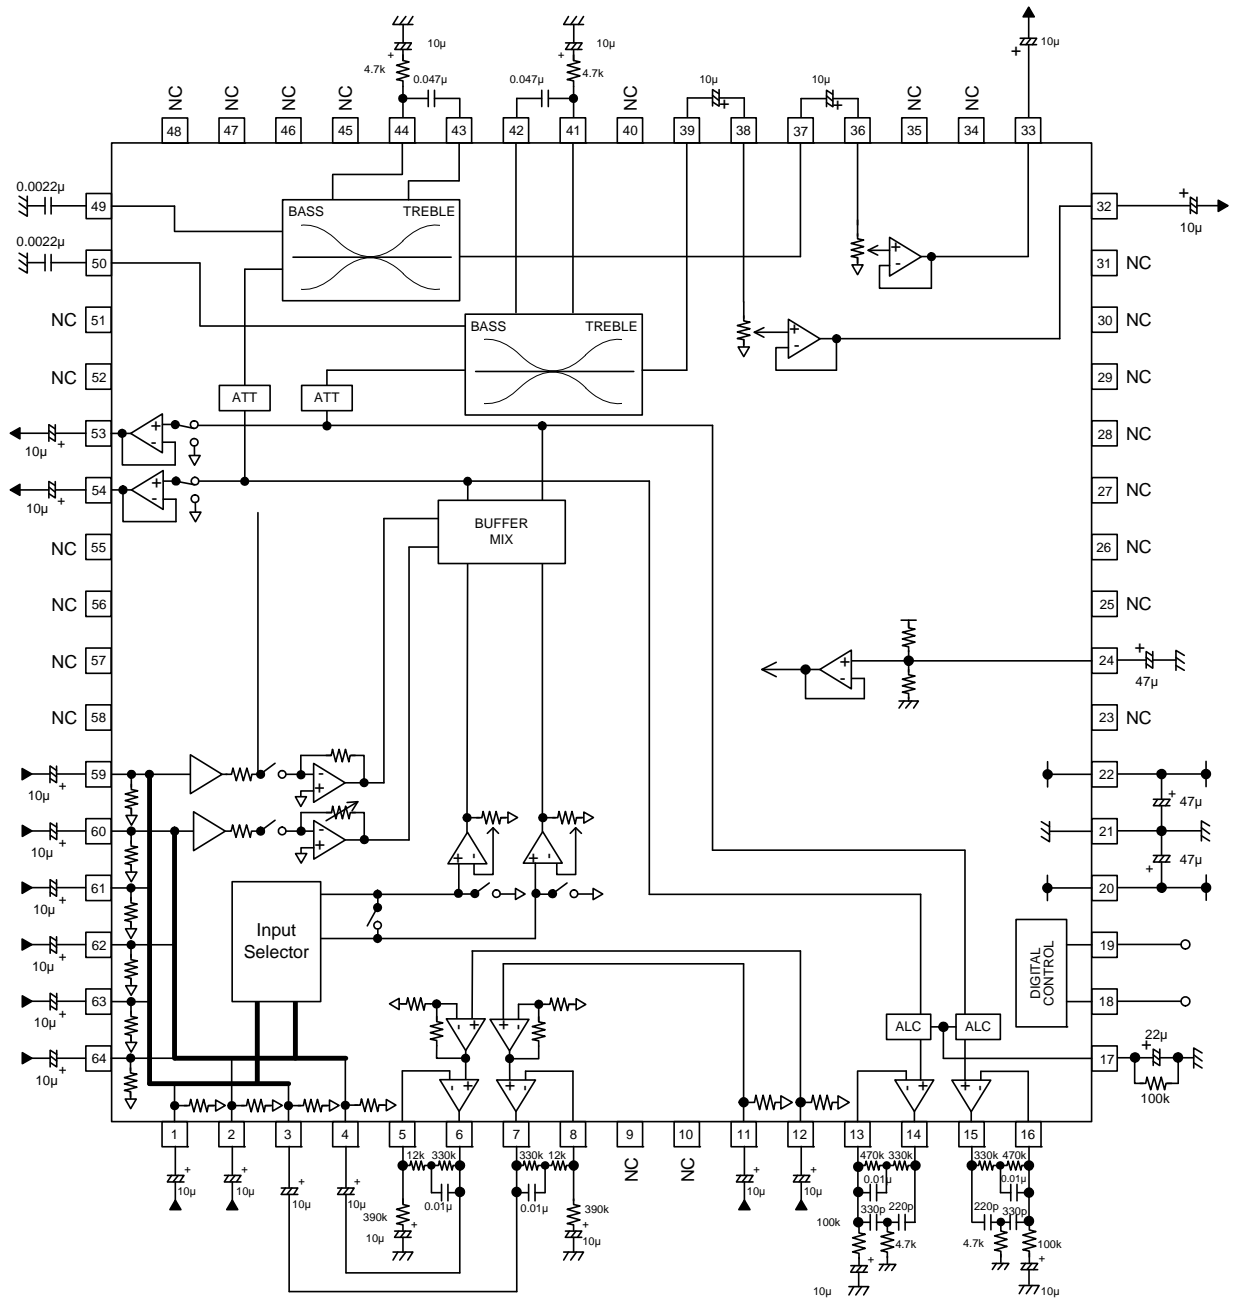 10µ
10µ
10µ
+
+
+
4.7k
0.047µ
0.047µ
4.7k
10µ
+
10µ
+
NC
NC
NC
NC
NC
NC
NC
48
47
46
45
44
43
42
41
40
39
38
37
36
35
34
33
0.0022µ
49
BASS
TREBLE
32
+
10µ
0.0022µ
50
+
-
31
NC
NC
51
BASS
TREBLE
+
-
30
NC
NC
52
ATT
ATT
29
NC
53
10µ
+
+
-
28
NC
54
10µ
+
+
-
27
NC
BUFFER
MIX
NC
55
26
NC
NC
56
25
NC
NC
57
+
-
24
+
47µ
NC
58
23
NC
59
10µ
+
-
+
22
+
47µ
60
10µ
+
-
+
21
+
-
+
-
47µ
+
61
10µ
+
20
Input
Selector
62
10µ
+
19
DIGITAL
CONTROL
63
10µ
+
18
-
+
+
-
ALC
ALC
64
10µ
+
17
22µ
+
100k
-
+
+
-
-
+
+
-
1
2
3
4
5
6
7
8
9
10
11
12
13
14
15
16
12k
330k
330k
12k
NC
NC
470k
330k
330k
470k
+
10µ
+
10µ
+
10µ
+
10µ
0.01µ
0.01µ
+
10µ
+
10µ
0.01µ
0.01µ
390k
390k
330p
220p
220p
330p
100k
4.7k
4.7k
100k
+
10µ
+
10µ
+
10µ
+
10µ